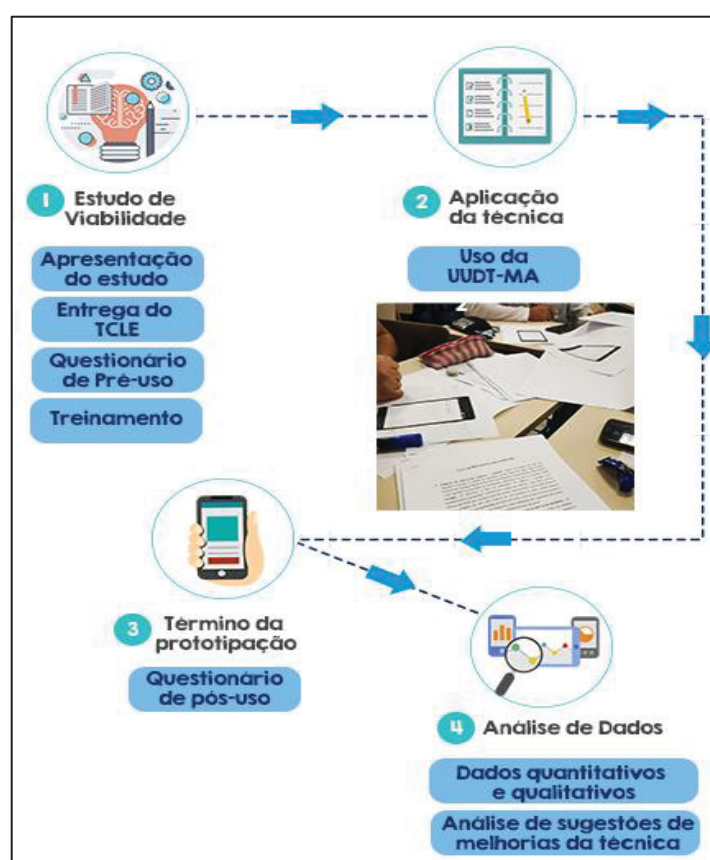 1 Estudo de
Viabilidade
Apresentação
do estudo
Entrega do
TCLE
Questionário
de Pré-uso
Treinamento
2 Aplicação
da técnica
Uso da
UUDT-MA
3 Término da
prototipação
Questionário
de pós-uso
4 Análise de Dados
Dados quantitativos
e qualitativos
Análise de sugestões de
melhorias da técnica